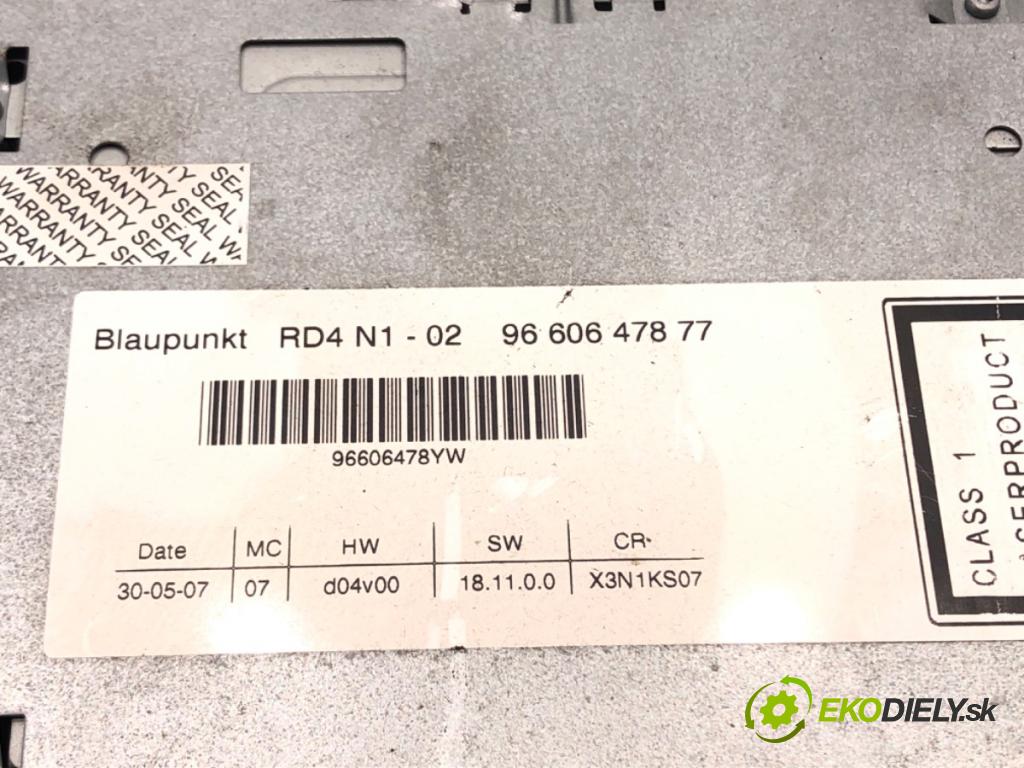 WARRANTY SEAL
Blaupunkt RD4 N1 - 02 96 606 478 77
96606478YW
Date MC HW SW CR
30-05-07 07 d04v00 18.11.0.0 X3N1KS07
CLASS 1
EKODIELY.sk